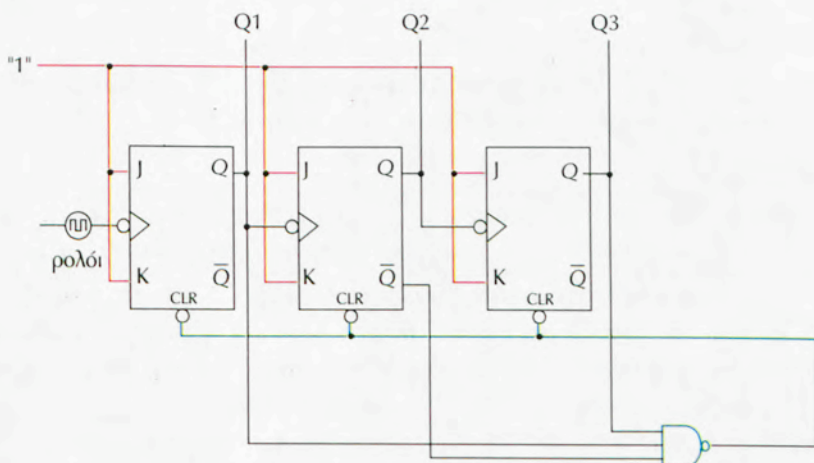 Q1 Q2 Q3
"1"
J Q J Q J Q
ρολόι
K Q̅ K Q̅ K Q̅
CLR CLR CLR